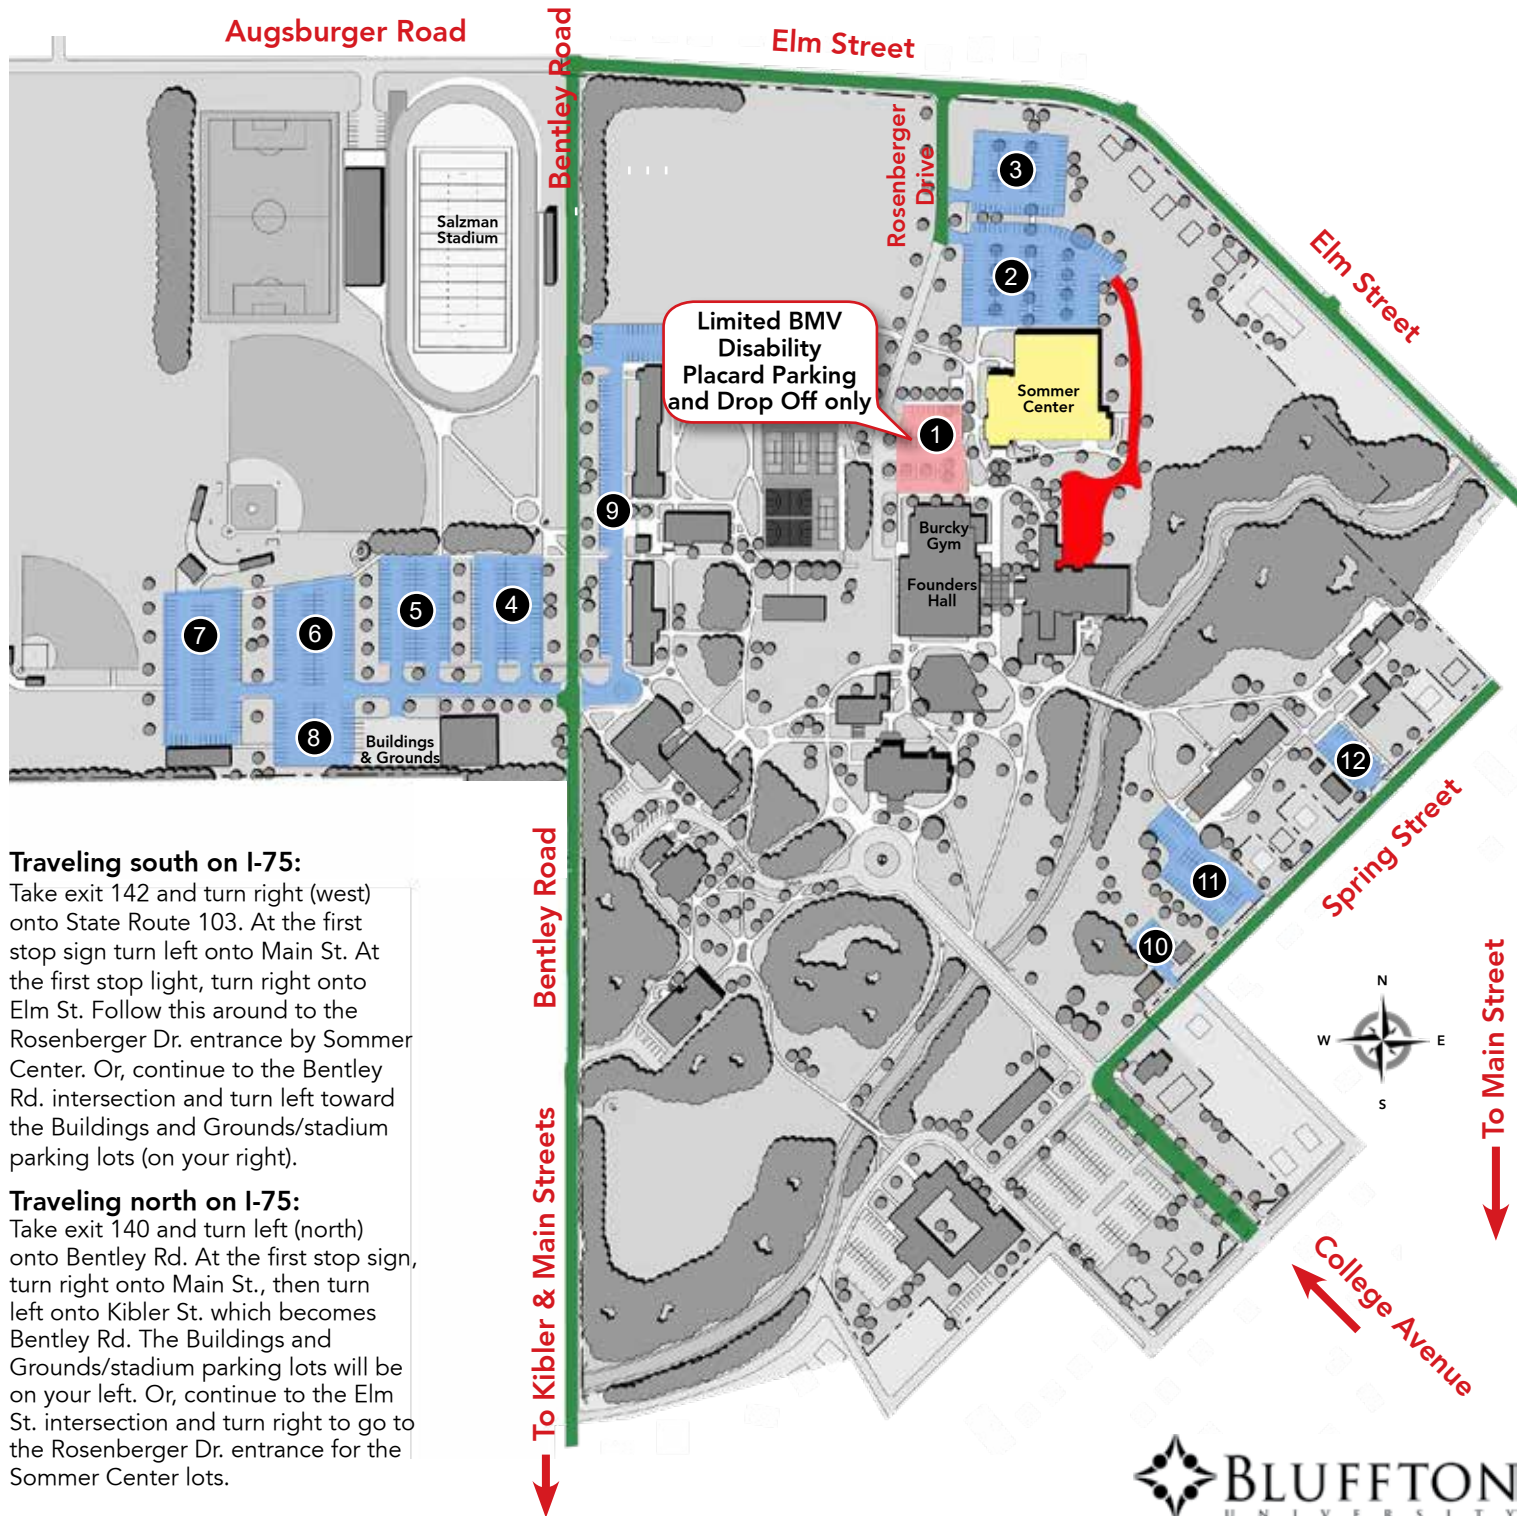 Augsburger Road
Bentley Road
Elm Street
Rosenberger
Drive
3
Salzman
Stadium
2
Elm Street
Limited BMV
Disability
Placard Parking
and Drop Off only
Sommer
Center
1
9
Burcky
Gym
Founders
Hall
4
5
6
7
8
Buildings
& Grounds
12
11
10
Spring Street
Bentley Road
Traveling south on I-75:
Take exit 142 and turn right (west)
onto State Route 103. At the first
stop sign turn left onto Main St. At
the first stop light, turn right onto
Elm St. Follow this around to the
Rosenberger Dr. entrance by Sommer
Center. Or, continue to the Bentley
Rd. intersection and turn left toward
the Buildings and Grounds/stadium
parking lots (on your right).
Traveling north on I-75:
Take exit 140 and turn left (north)
onto Bentley Rd. At the first stop sign,
turn right onto Main St., then turn
left onto Kibler St. which becomes
Bentley Rd. The Buildings and
Grounds/stadium parking lots will be
on your left. Or, continue to the Elm
St. intersection and turn right to go to
the Rosenberger Dr. entrance for the
Sommer Center lots.
To Kibler & Main Streets
N
W
E
S
To Main Street
College Avenue
BLUFFTON
UNIVERSITY